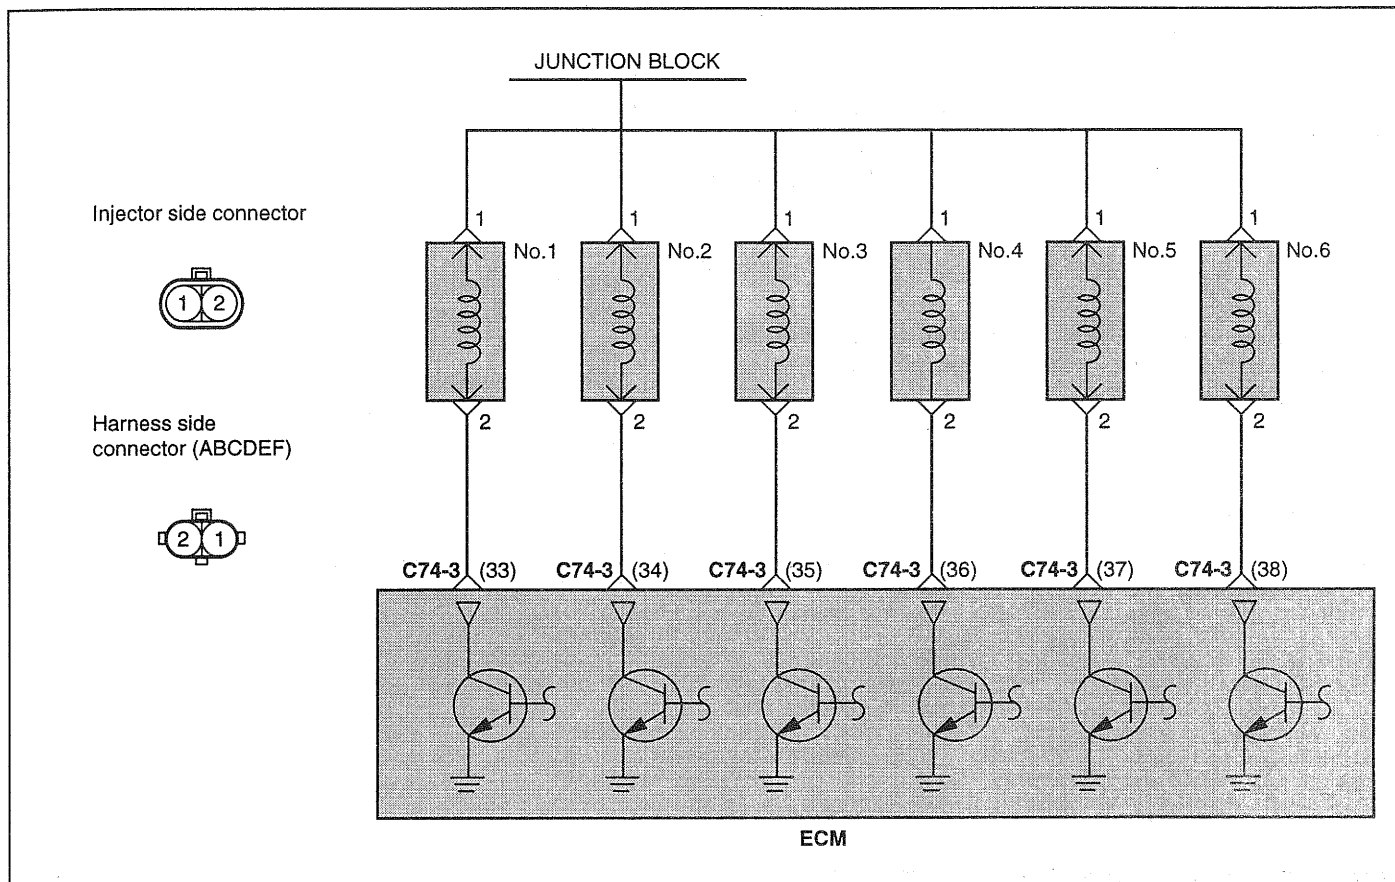 JUNCTION BLOCK
Injector side connector
1 2
Harness side
connector (ABCDEF)
2 1
1 1 1 1 1 1
No.1 No.2 No.3 No.4 No.5 No.6
2 2 2 2 2 2
C74-3 (33) C74-3 (34) C74-3 (35) C74-3 (36) C74-3 (37) C74-3 (38)
ECM